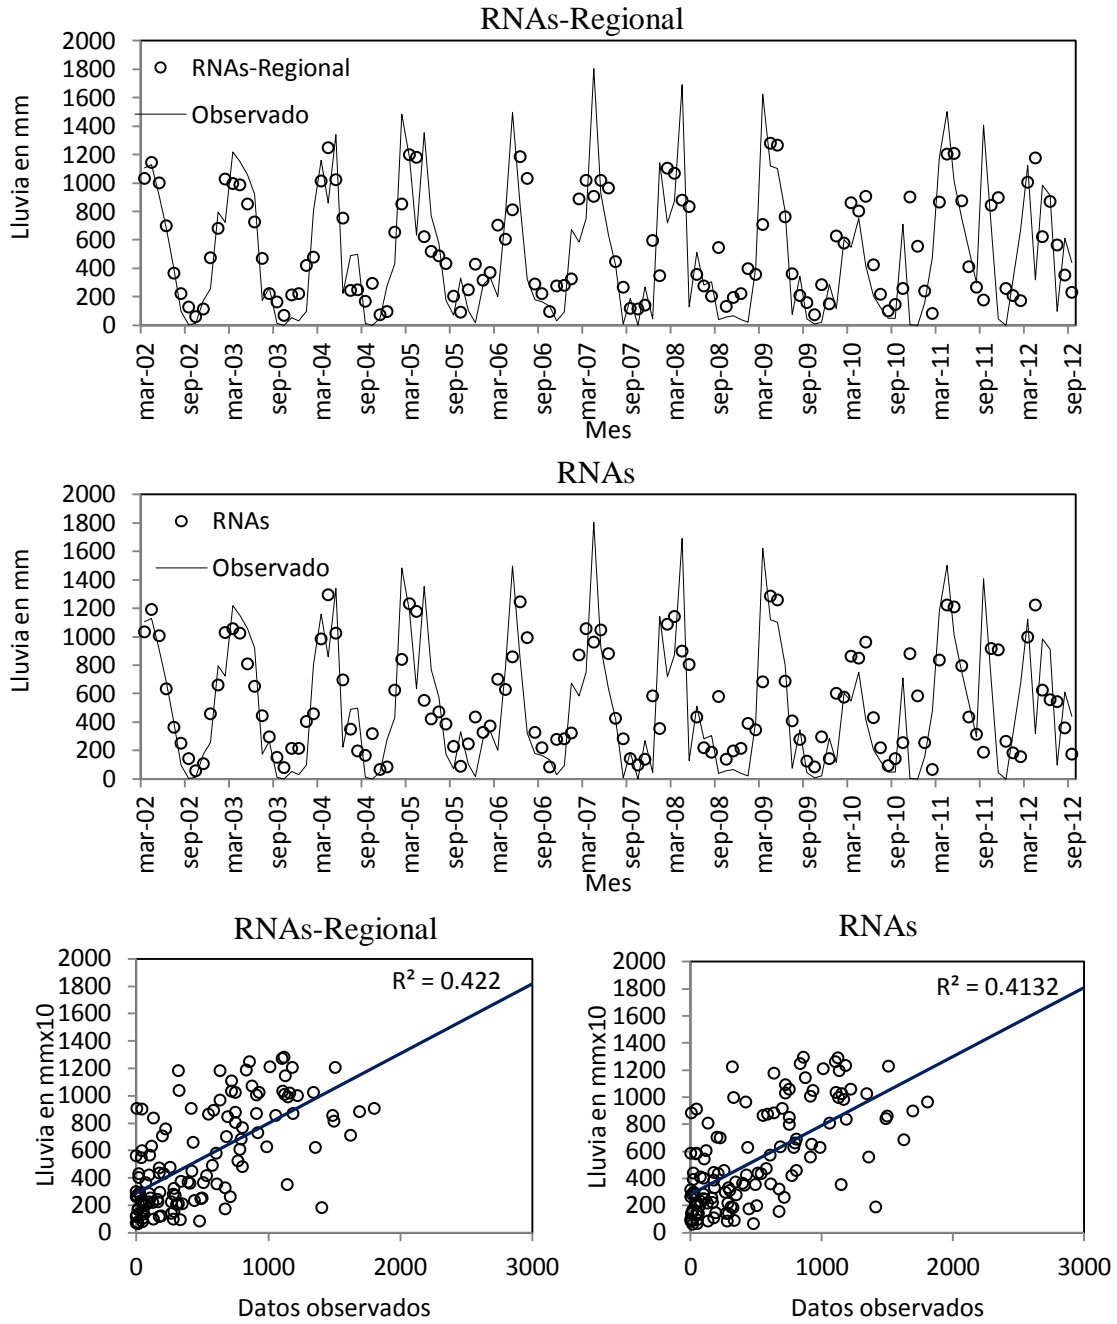 RNAs-Regional
2000
1800
1600
1400
1200
1000
800
600
400
200
0
Lluvia en mm
RNAs-Regional
Observado
mar-02
sep-02
mar-03
sep-03
mar-04
sep-04
mar-05
sep-05
mar-06
sep-06
mar-07
sep-07
mar-08
sep-08
mar-09
sep-09
mar-10
sep-10
mar-11
sep-11
mar-12
sep-12
Mes
RNAs
2000
1800
1600
1400
1200
1000
800
600
400
200
0
Lluvia en mm
RNAs
Observado
mar-02
sep-02
mar-03
sep-03
mar-04
sep-04
mar-05
sep-05
mar-06
sep-06
mar-07
sep-07
mar-08
sep-08
mar-09
sep-09
mar-10
sep-10
mar-11
sep-11
mar-12
sep-12
Mes
RNAs-Regional
2000
1800
1600
1400
1200
1000
800
600
400
200
0
Lluvia en mmx10
R² = 0.422
0 1000 2000 3000
Datos observados
RNAs
2000
1800
1600
1400
1200
1000
800
600
400
200
0
Lluvia en mmx10
R² = 0.4132
0 1000 2000 3000
Datos observados